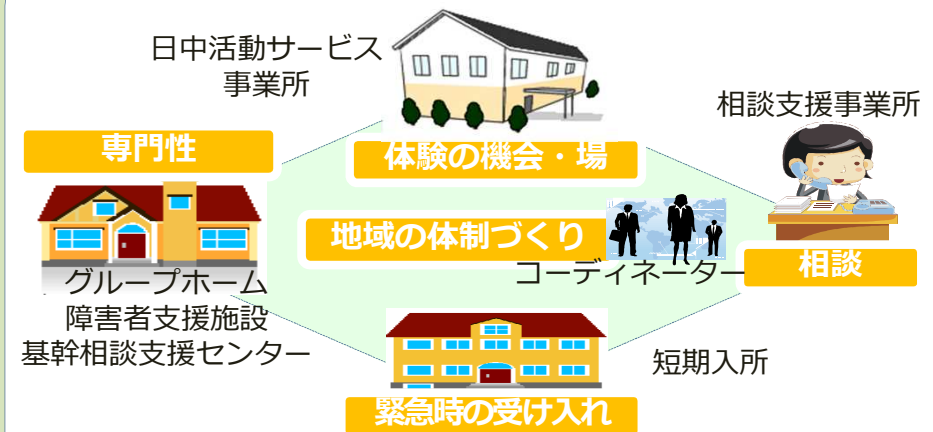 日中活動サービス
事業所
相談支援事業所
専門性
体験の機会・場
地域の体制づくり
コーディネーター
相談
グループホーム
障害者支援施設
基幹相談支援センター
短期入所
緊急時の受け入れ